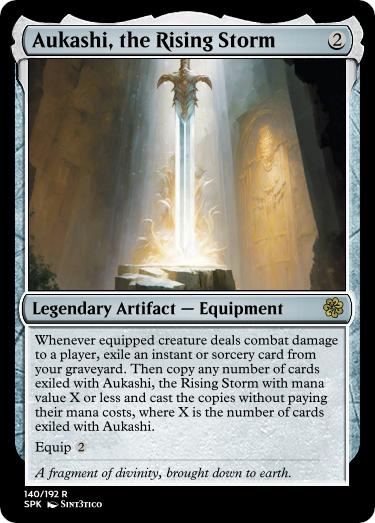 Aukashi, the Rising Storm 2
Legendary Artifact — Equipment
Whenever equipped creature deals combat damage
to a player, exile an instant or sorcery card from
your graveyard. Then copy any number of cards
exiled with Aukashi, the Rising Storm with mana
value X or less and cast the copies without paying
their mana costs, where X is the number of cards
exiled with Aukashi.
Equip 2
A fragment of divinity, brought down to earth.
140/192 R
SPK SINT3TICO